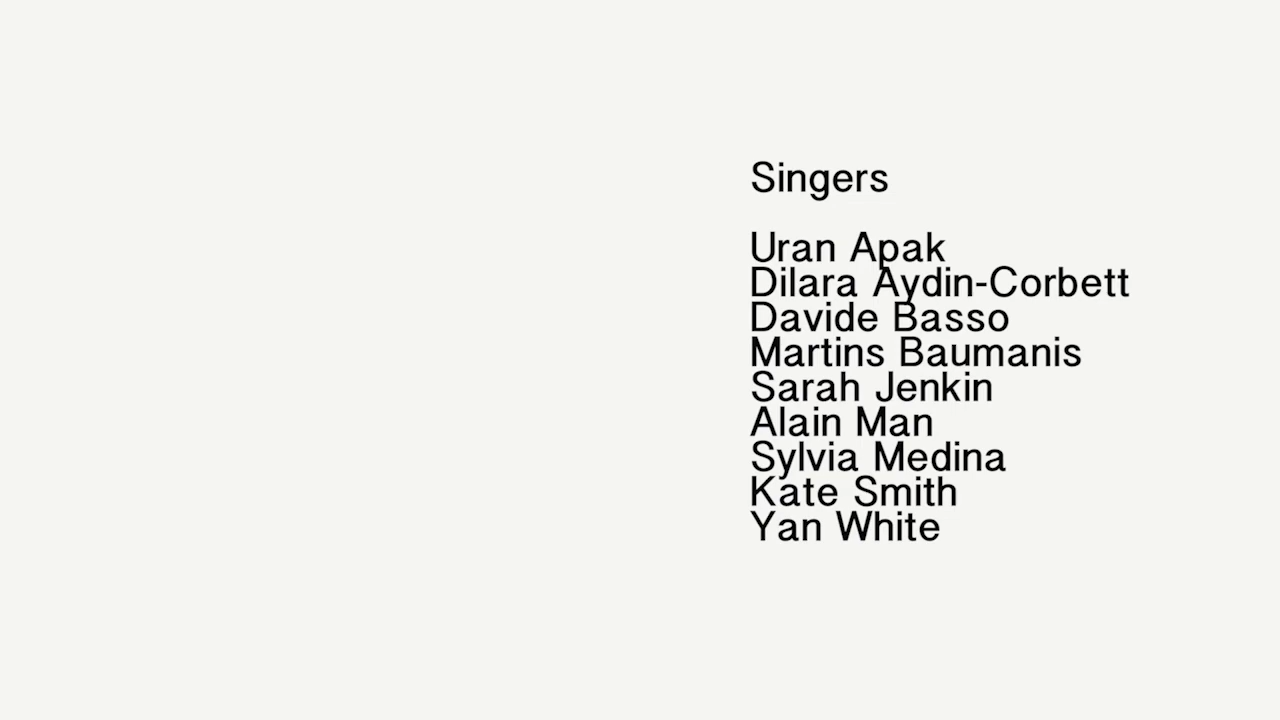 Singers
Uran Apak
Dilara Aydin-Corbett
Davide Basso
Martins Baumanis
Sarah Jenkin
Alain Man
Sylvia Medina
Kate Smith
Yan White